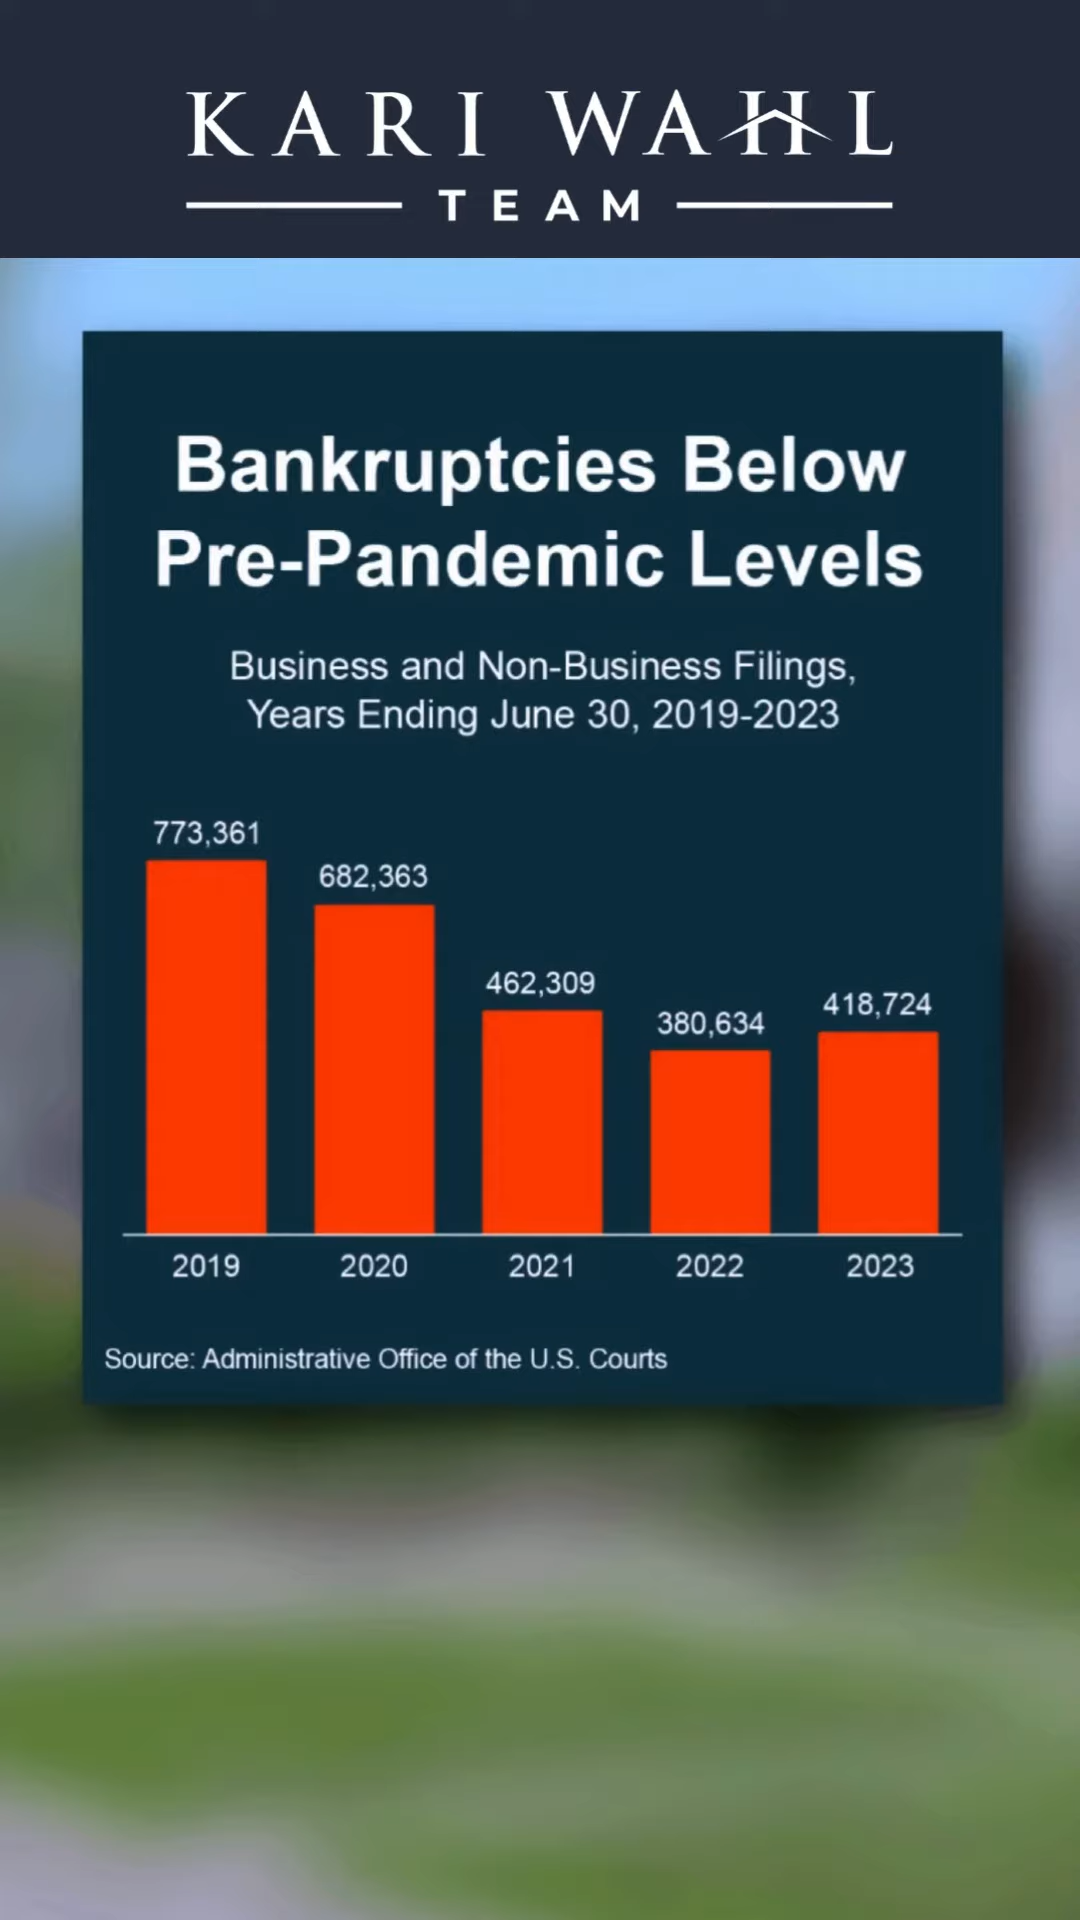 KARI WAHL
TEAM
Bankruptcies Below
Pre-Pandemic Levels
Business and Non-Business Filings,
Years Ending June 30, 2019-2023
773,361
682,363
462,309
380,634
418,724
2019 2020 2021 2022 2023
Source: Administrative Office of the U.S. Courts